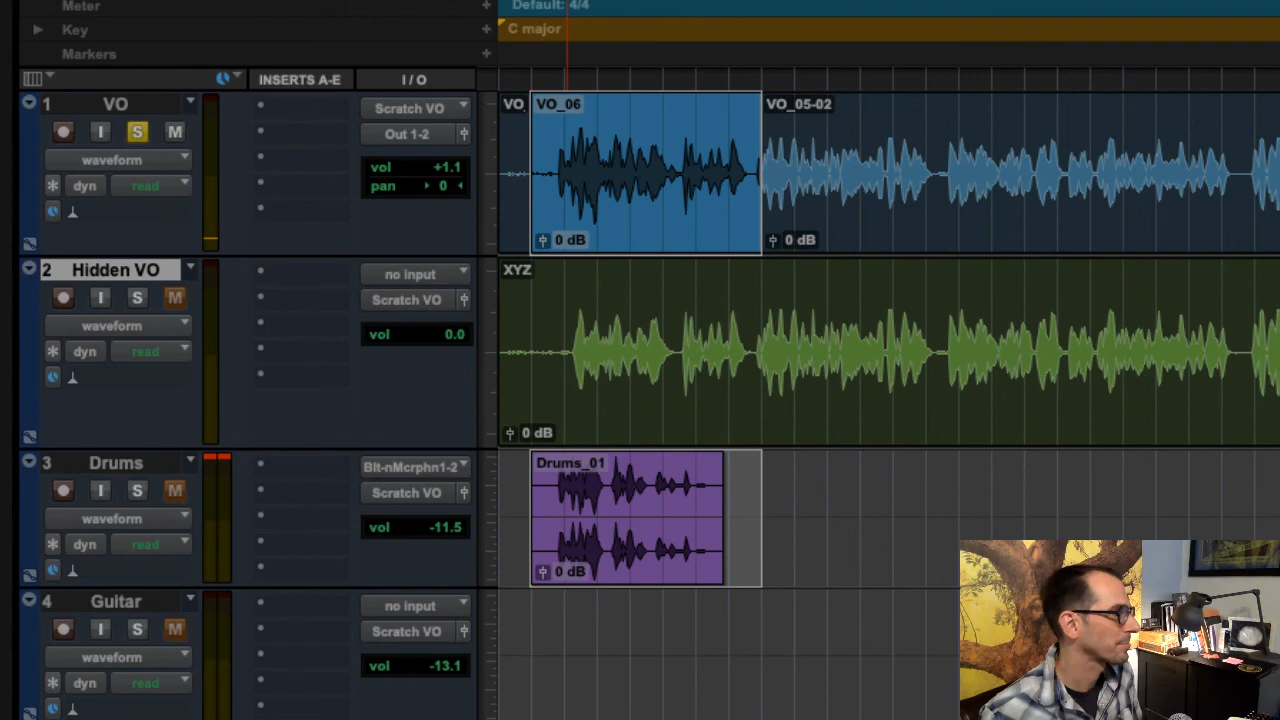 Meter
Default: 4/4
Key
C major
Markers
INSERTS A-E
I / O
1 VO
I S M
waveform
dyn read
Scratch VO
Out 1-2
vol +1.1
pan 0
VO_
VO_06
VO_05-02
0 dB
0 dB
2 Hidden VO
I S M
waveform
dyn read
no input
Scratch VO
vol 0.0
XYZ
0 dB
3 Drums
I S M
waveform
dyn read
Blt-nMcrphn1-2
Scratch VO
vol -11.5
Drums_01
0 dB
4 Guitar
I S M
waveform
dyn read
no input
Scratch VO
vol -13.1